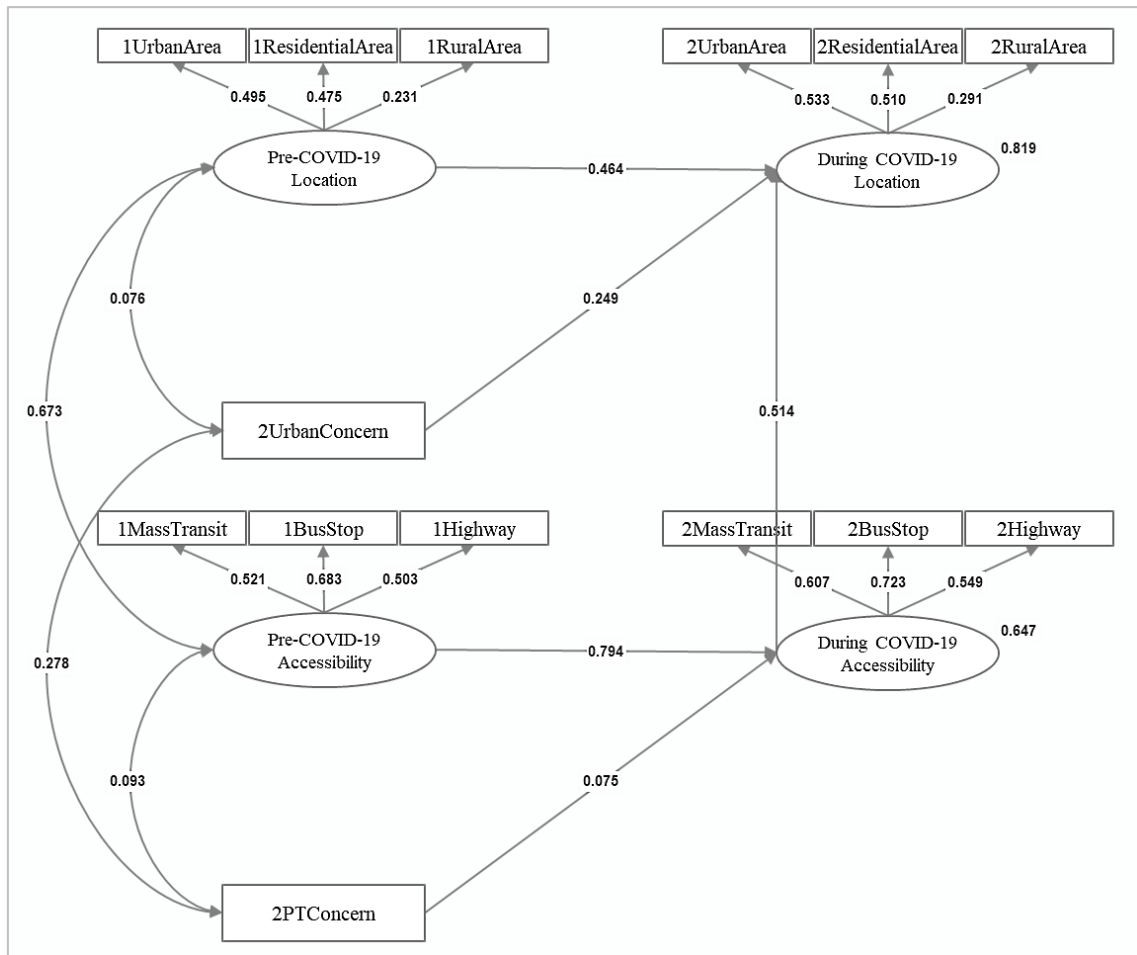 1UrbanArea
1ResidentialArea
1RuralArea
2UrbanArea
2ResidentialArea
2RuralArea
0.495
0.475
0.231
0.533
0.510
0.291
Pre-COVID-19
Location
0.464
During COVID-19
Location
0.819
0.076
0.249
0.673
0.514
2UrbanConcern
1MassTransit
1BusStop
1Highway
2MassTransit
2BusStop
2Highway
0.521
0.683
0.503
0.607
0.723
0.549
Pre-COVID-19
Accessibility
0.794
During COVID-19
Accessibility
0.647
0.278
0.093
0.075
2PTConcern